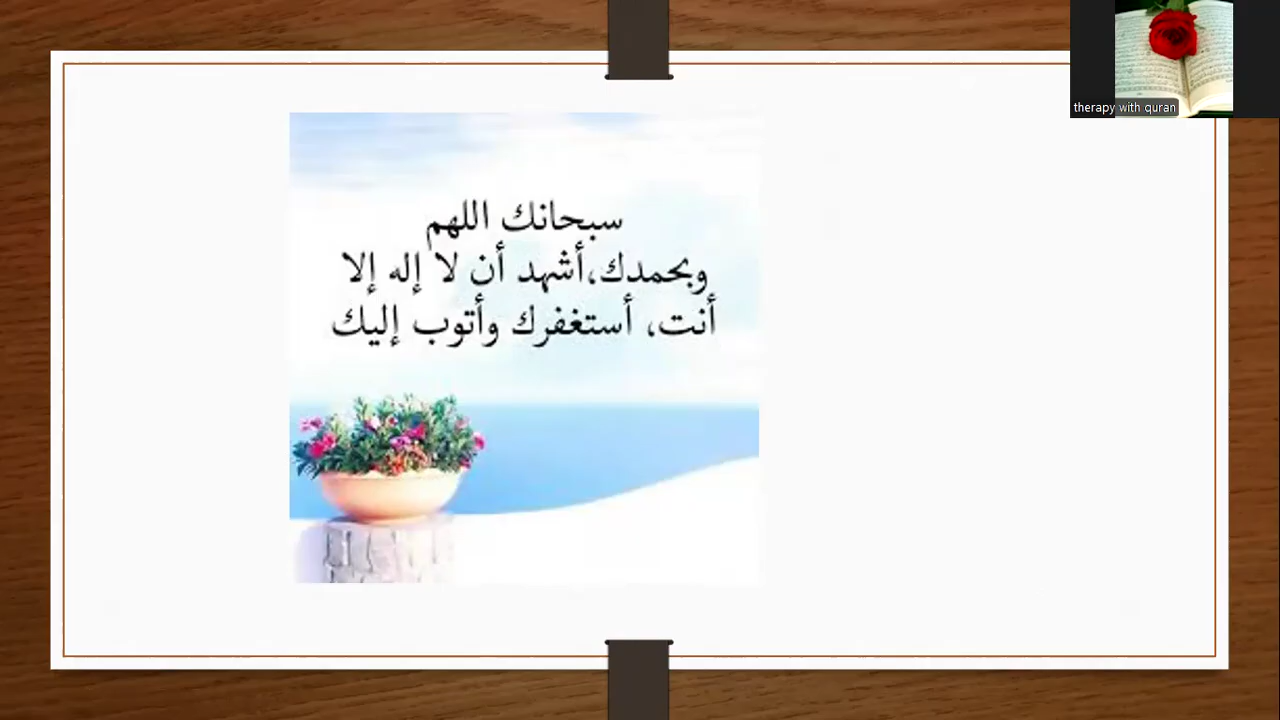 سبحانك اللهم
وبحمدك،أشهد أن لا إله إلا
أنت، أستغفرك وأتوب إليك
therapy with quran